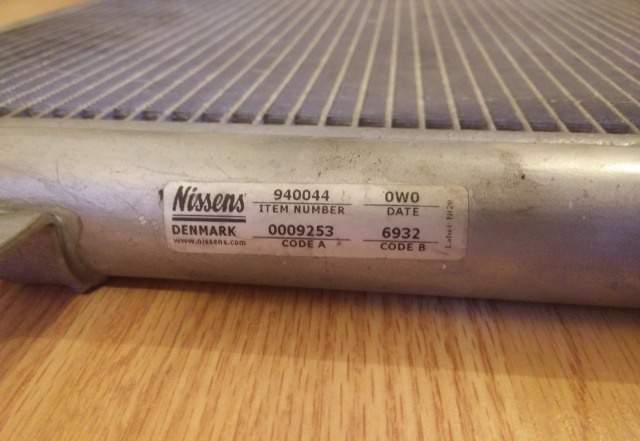 Nissens 940044 0W0
ITEM NUMBER DATE
DENMARK 0009253 6932
www.nissens.com CODE A CODE B